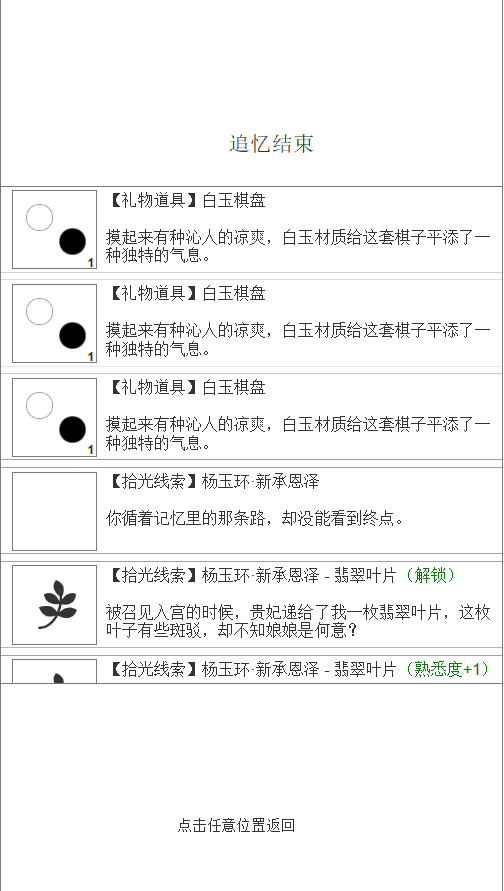 追忆结束
【礼物道具】白玉棋盘
摸起来有种沁人的凉爽，白玉材质给这套棋子平添了一
种独特的气息。
1
【礼物道具】白玉棋盘
摸起来有种沁人的凉爽，白玉材质给这套棋子平添了一
种独特的气息。
1
【礼物道具】白玉棋盘
摸起来有种沁人的凉爽，白玉材质给这套棋子平添了一
种独特的气息。
1
【拾光线索】杨玉环·新承恩泽
你循着记忆里的那条路，却没能看到终点。
【拾光线索】杨玉环·新承恩泽 - 翡翠叶片（解锁）
被召见入宫的时候，贵妃递给了我一枚翡翠叶片，这枚
叶子有些斑驳，却不知娘娘是何意？
【拾光线索】杨玉环·新承恩泽 - 翡翠叶片（熟悉度+1）
点击任意位置返回